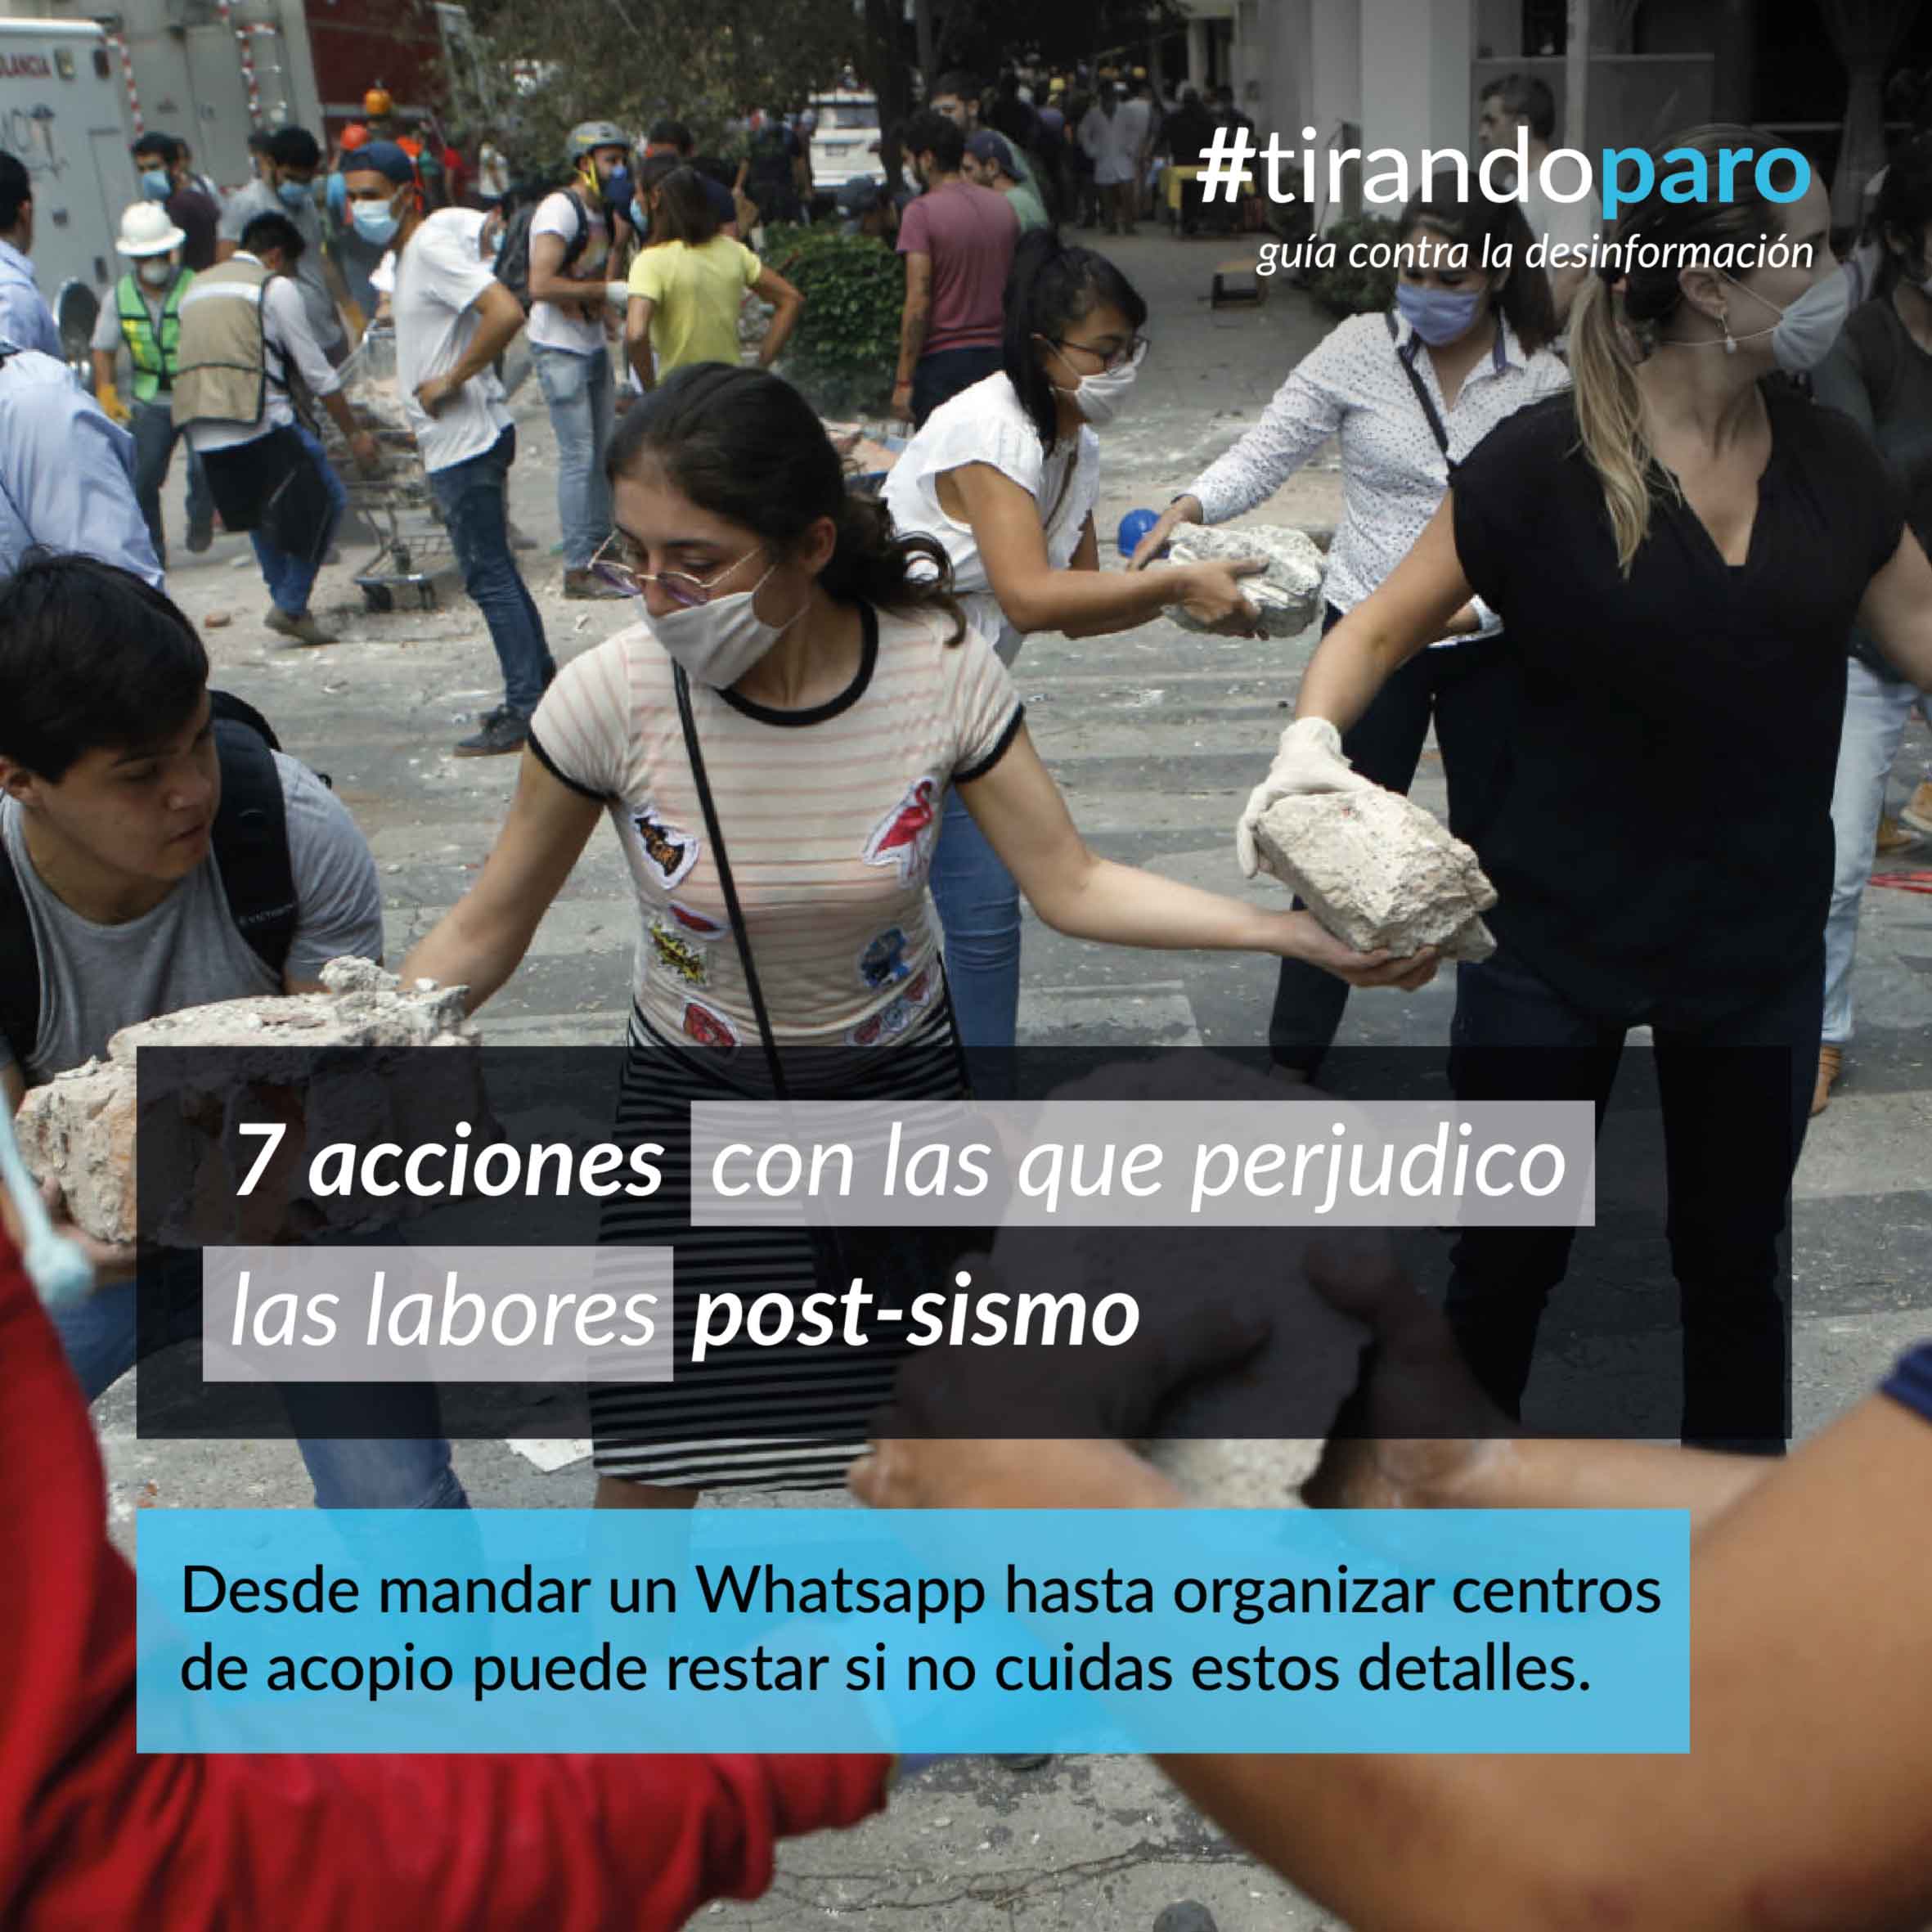 #tirandoparo
guía contra la desinformación
7 acciones con las que perjudico
las labores post-sismo
Desde mandar un Whatsapp hasta organizar centros
de acopio puede restar si no cuidas estos detalles.